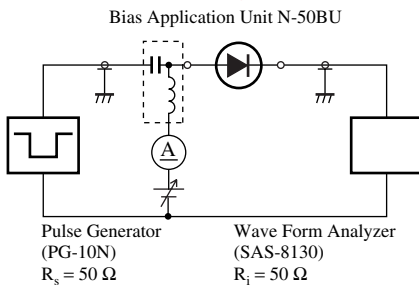 Bias Application Unit N-50BU
A
Pulse Generator
(PG-10N)
Rs = 50 Ω
Wave Form Analyzer
(SAS-8130)
Ri = 50 Ω